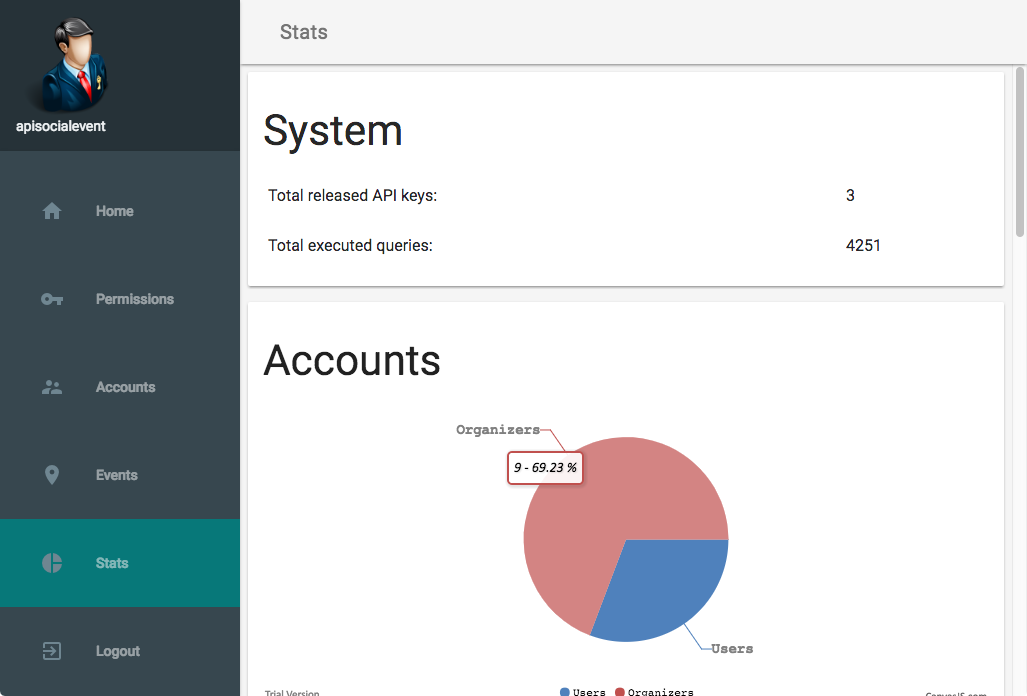 apisocialevent
Home
Permissions
Accounts
Events
Stats
Logout
Stats
System
Total released API keys: 3
Total executed queries: 4251
Accounts
Organizers
9 - 69.23 %
Users
Trial Version
Users Organizers
CanvasJS.com